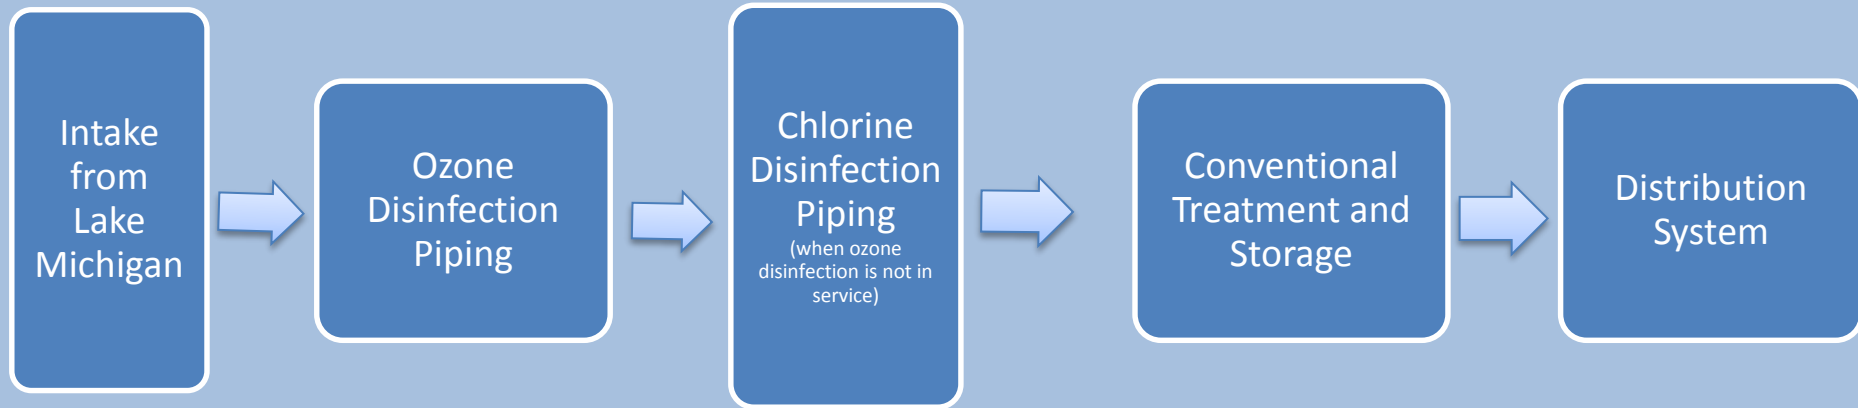 Intake
from
Lake
Michigan
Ozone
Disinfection
Piping
Chlorine
Disinfection
Piping
(when ozone
disinfection is not in
service)
Conventional
Treatment and
Storage
Distribution
System